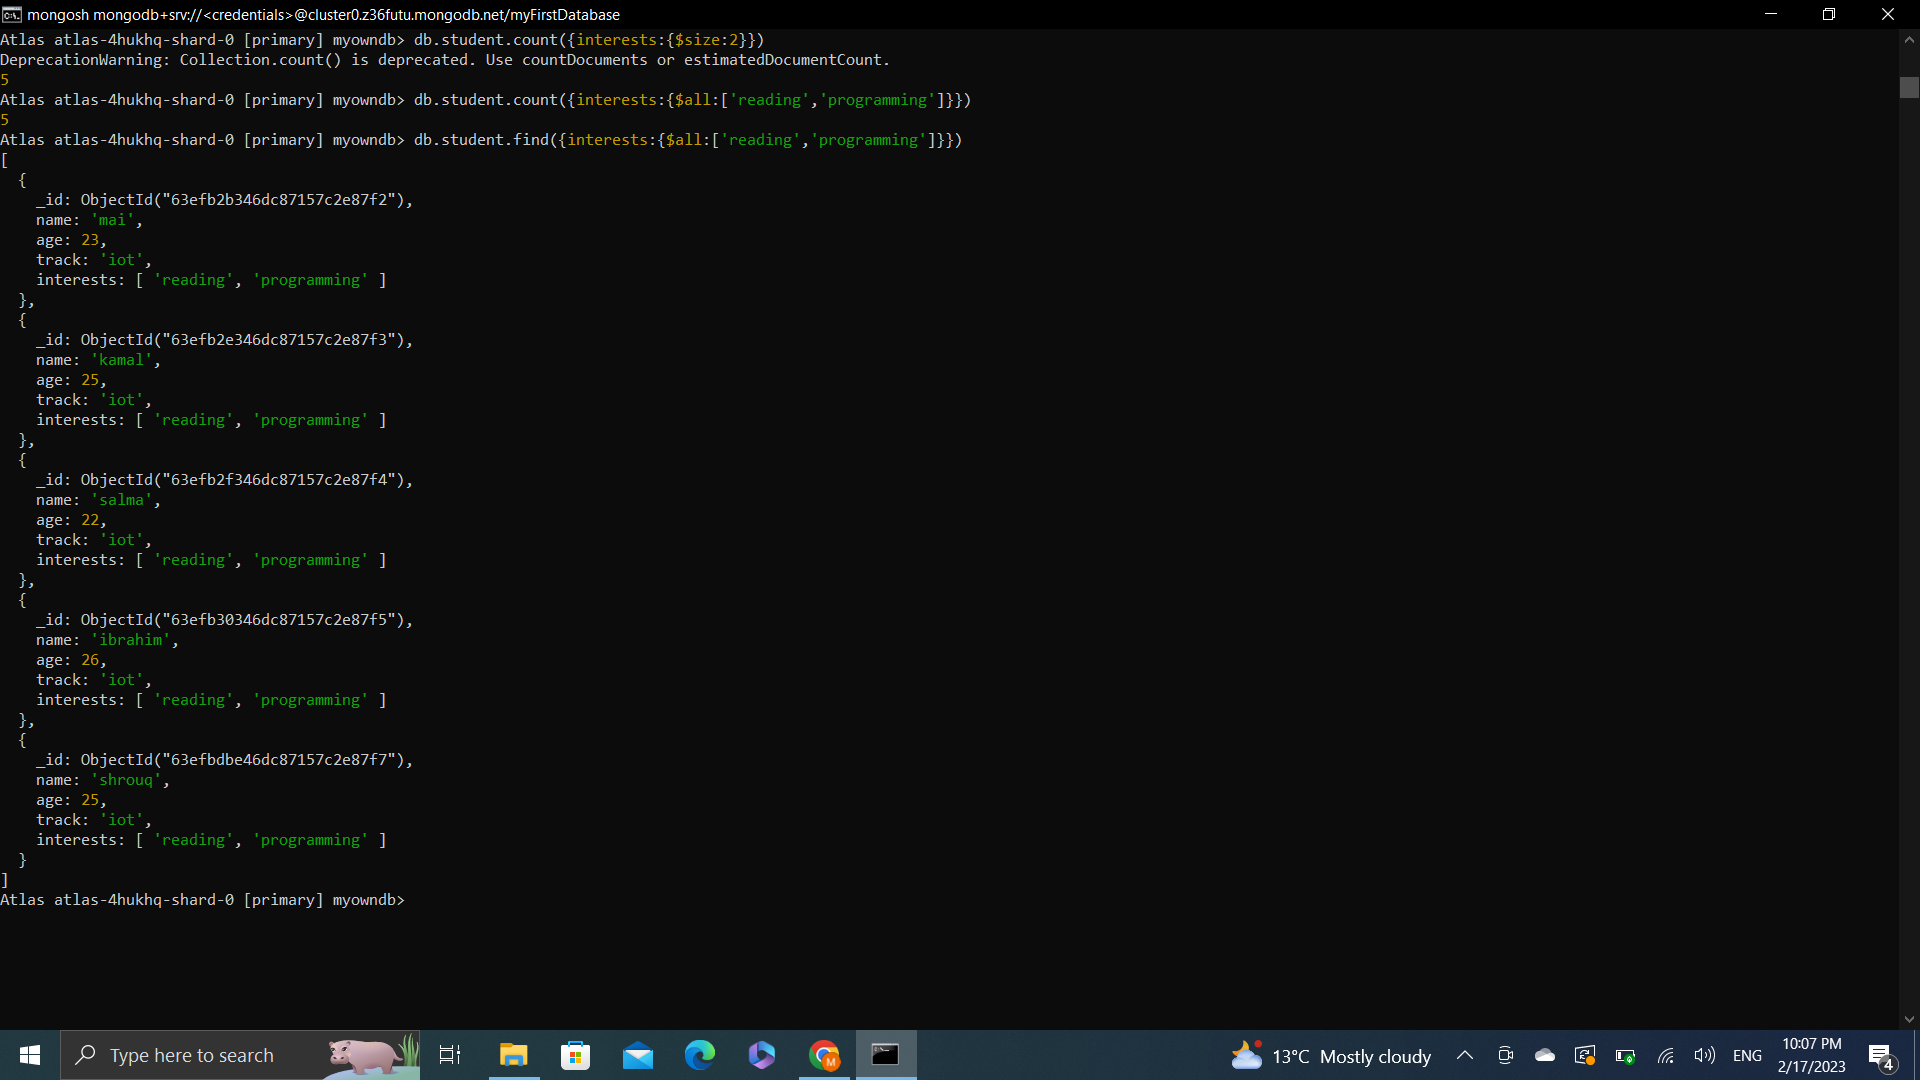 mongosh mongodb+srv://<credentials>@cluster0.z36futu.mongodb.net/myFirstDatabase
Atlas atlas-4hukhq-shard-0 [primary] myowndb> db.student.count({interests:{$size:2}})
DeprecationWarning: Collection.count() is deprecated. Use countDocuments or estimatedDocumentCount.
5
Atlas atlas-4hukhq-shard-0 [primary] myowndb> db.student.count({interests:{$all:['reading','programming']}})
5
Atlas atlas-4hukhq-shard-0 [primary] myowndb> db.student.find({interests:{$all:['reading','programming']}})
[
  {
    _id: ObjectId("63efb2b346dc87157c2e87f2"),
    name: 'mai',
    age: 23,
    track: 'iot',
    interests: [ 'reading', 'programming' ]
  },
  {
    _id: ObjectId("63efb2e346dc87157c2e87f3"),
    name: 'kamal',
    age: 25,
    track: 'iot',
    interests: [ 'reading', 'programming' ]
  },
  {
    _id: ObjectId("63efb2f346dc87157c2e87f4"),
    name: 'salma',
    age: 22,
    track: 'iot',
    interests: [ 'reading', 'programming' ]
  },
  {
    _id: ObjectId("63efb30346dc87157c2e87f5"),
    name: 'ibrahim',
    age: 26,
    track: 'iot',
    interests: [ 'reading', 'programming' ]
  },
  {
    _id: ObjectId("63efbdbe46dc87157c2e87f7"),
    name: 'shrouq',
    age: 25,
    track: 'iot',
    interests: [ 'reading', 'programming' ]
  }
]
Atlas atlas-4hukhq-shard-0 [primary] myowndb>
Type here to search
13°C Mostly cloudy
ENG
10:07 PM
2/17/2023
4